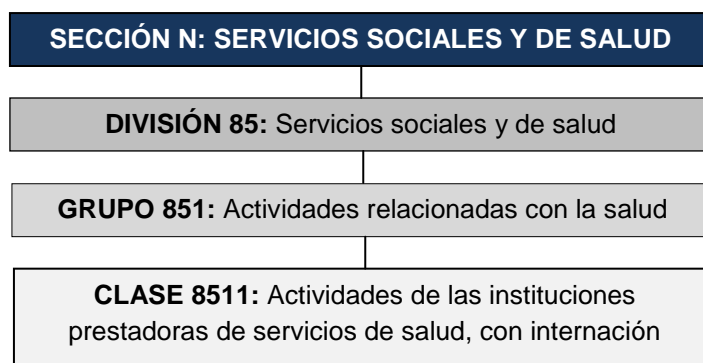 SECCIÓN N: SERVICIOS SOCIALES Y DE SALUD
DIVISIÓN 85: Servicios sociales y de salud
GRUPO 851: Actividades relacionadas con la salud
CLASE 8511: Actividades de las instituciones
prestadoras de servicios de salud, con internación